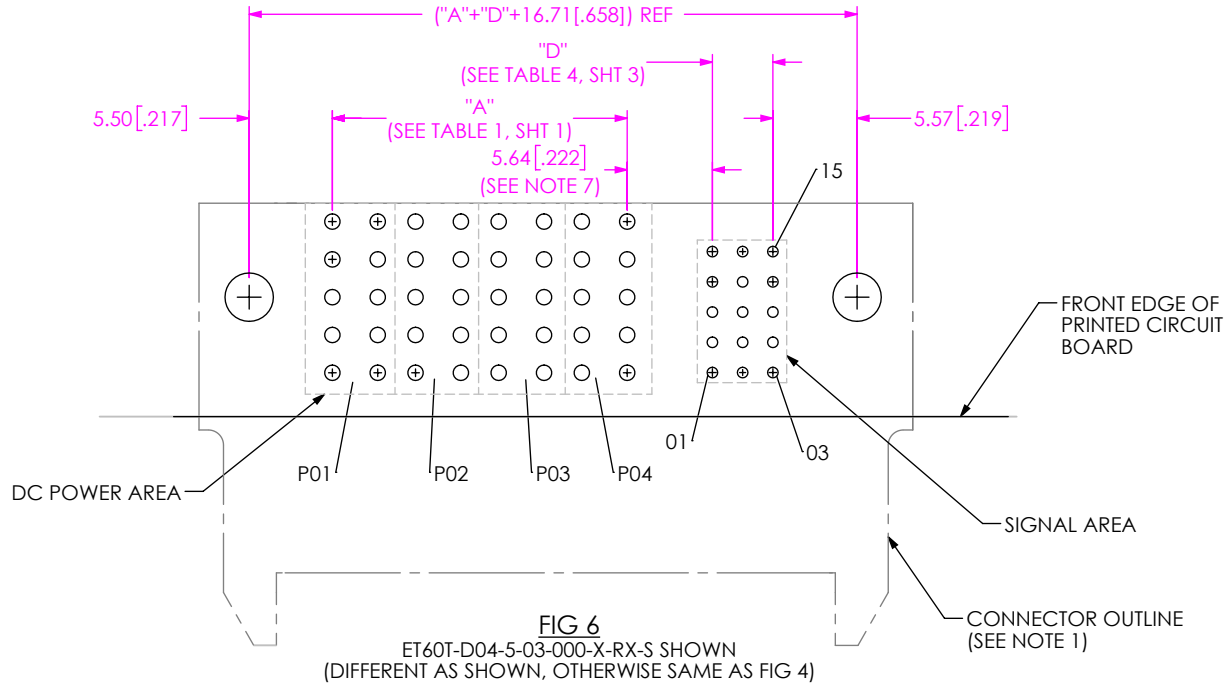 ("A"+"D"+16.71[.658]) REF
"D"
(SEE TABLE 4, SHT 3)
5.50[.217]
"A"
(SEE TABLE 1, SHT 1)
5.57[.219]
5.64[.222]
(SEE NOTE 7)
15
FRONT EDGE OF
PRINTED CIRCUIT
BOARD
01
03
P01
P02
P03
P04
DC POWER AREA
SIGNAL AREA
CONNECTOR OUTLINE
(SEE NOTE 1)
FIG 6
ET60T-D04-5-03-000-X-RX-S SHOWN
(DIFFERENT AS SHOWN, OTHERWISE SAME AS FIG 4)